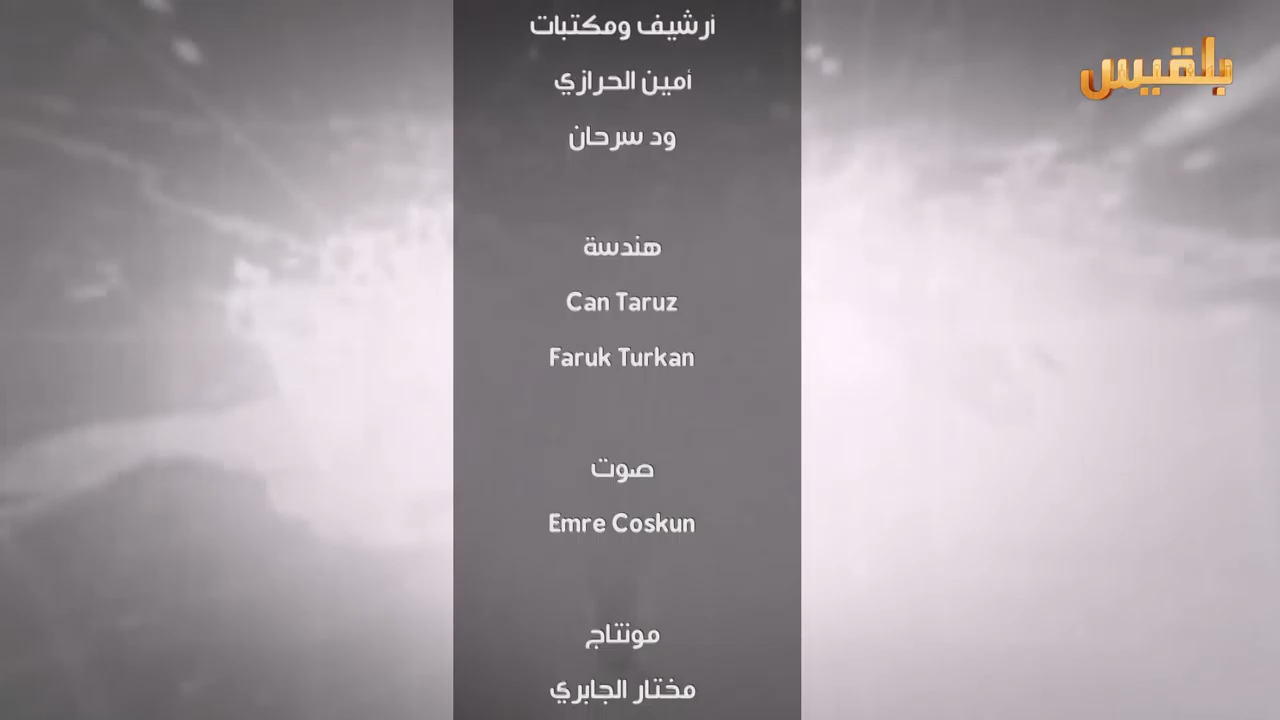 أرشيف ومكتبات
بلقيس
أمين الحرازي
ود سرحان
هندسة
Can Taruz
Faruk Turkan
صوت
Emre Coskun
مونتاج
مختار الجابري